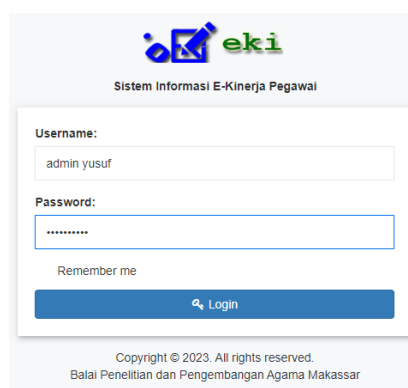 eki
Sistem Informasi E-Kinerja Pegawai
Username:
admin yusuf
Password:
••••••••••
Remember me
Login
Copyright © 2023. All rights reserved.
Balai Penelitian dan Pengembangan Agama Makassar